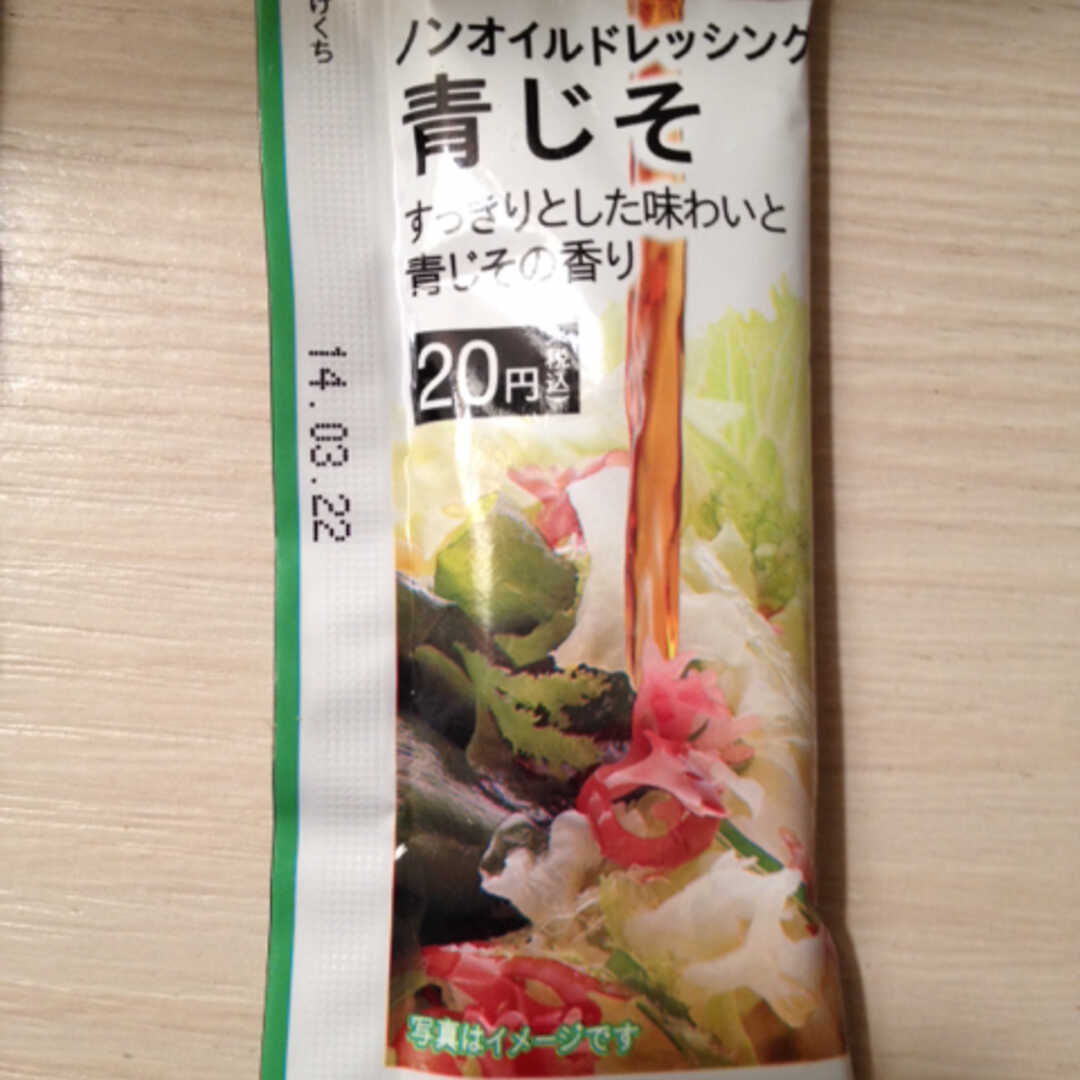 けくち
ノンオイルドレッシング
青じそ
すっきりとした味わいと
青じその香り
20円 税込
14.03.22
写真はイメージです